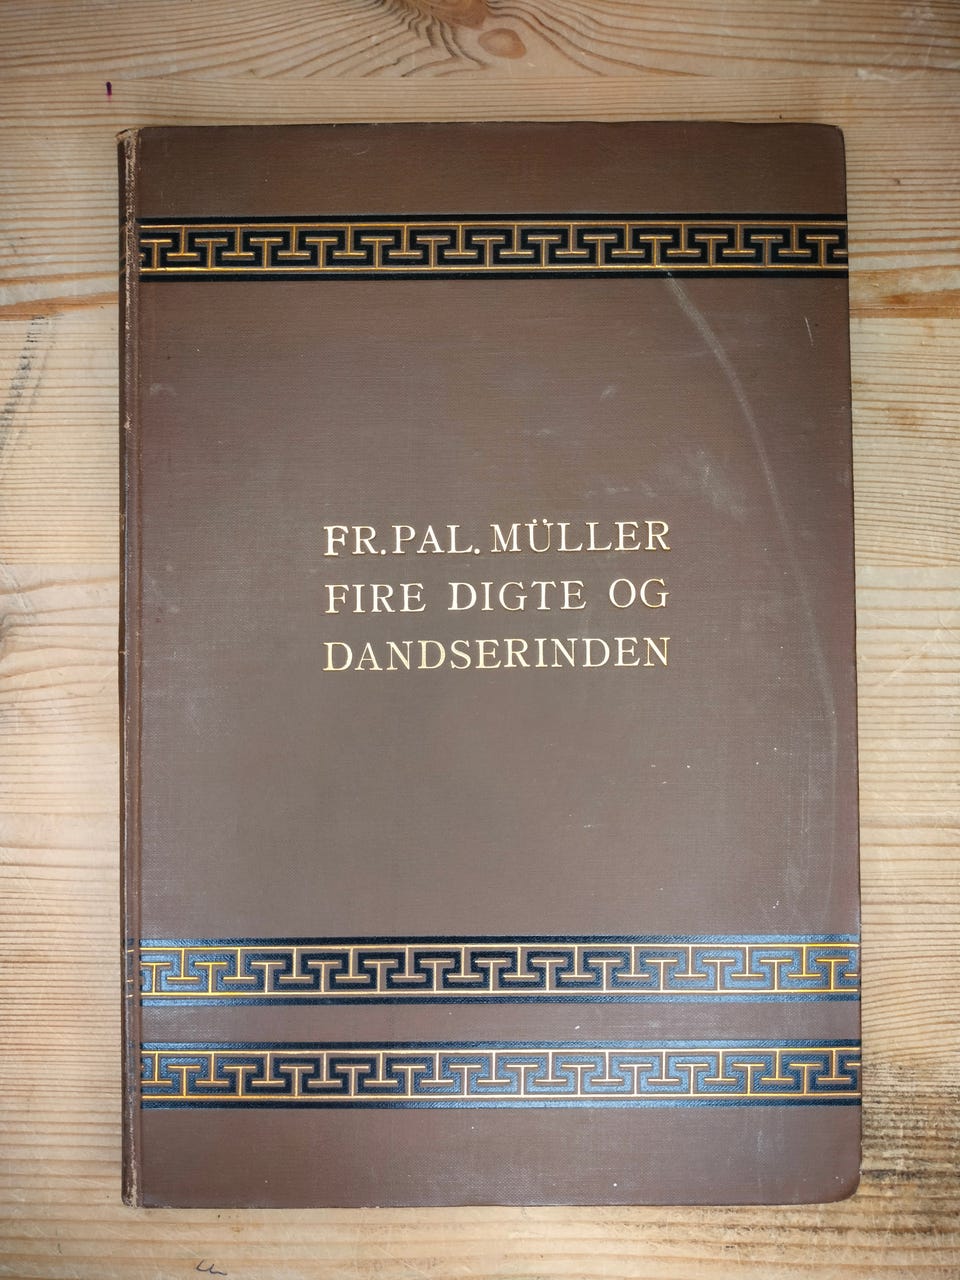 FR. PAL. MÜLLER
FIRE DIGTE OG
DANDSERINDEN